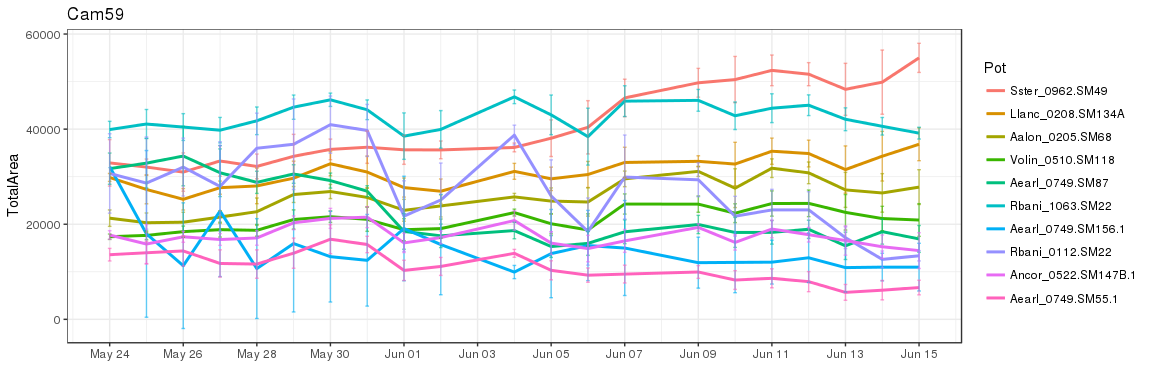 Cam59
TotalArea
60000
40000
20000
0
May 24
May 26
May 28
May 30
Jun 01
Jun 03
Jun 05
Jun 07
Jun 09
Jun 11
Jun 13
Jun 15
Pot
Sster_0962.SM49
Llanc_0208.SM134A
Aalon_0205.SM68
Volin_0510.SM118
Aearl_0749.SM87
Rbani_1063.SM22
Aearl_0749.SM156.1
Rbani_0112.SM22
Ancor_0522.SM147B.1
Aearl_0749.SM55.1